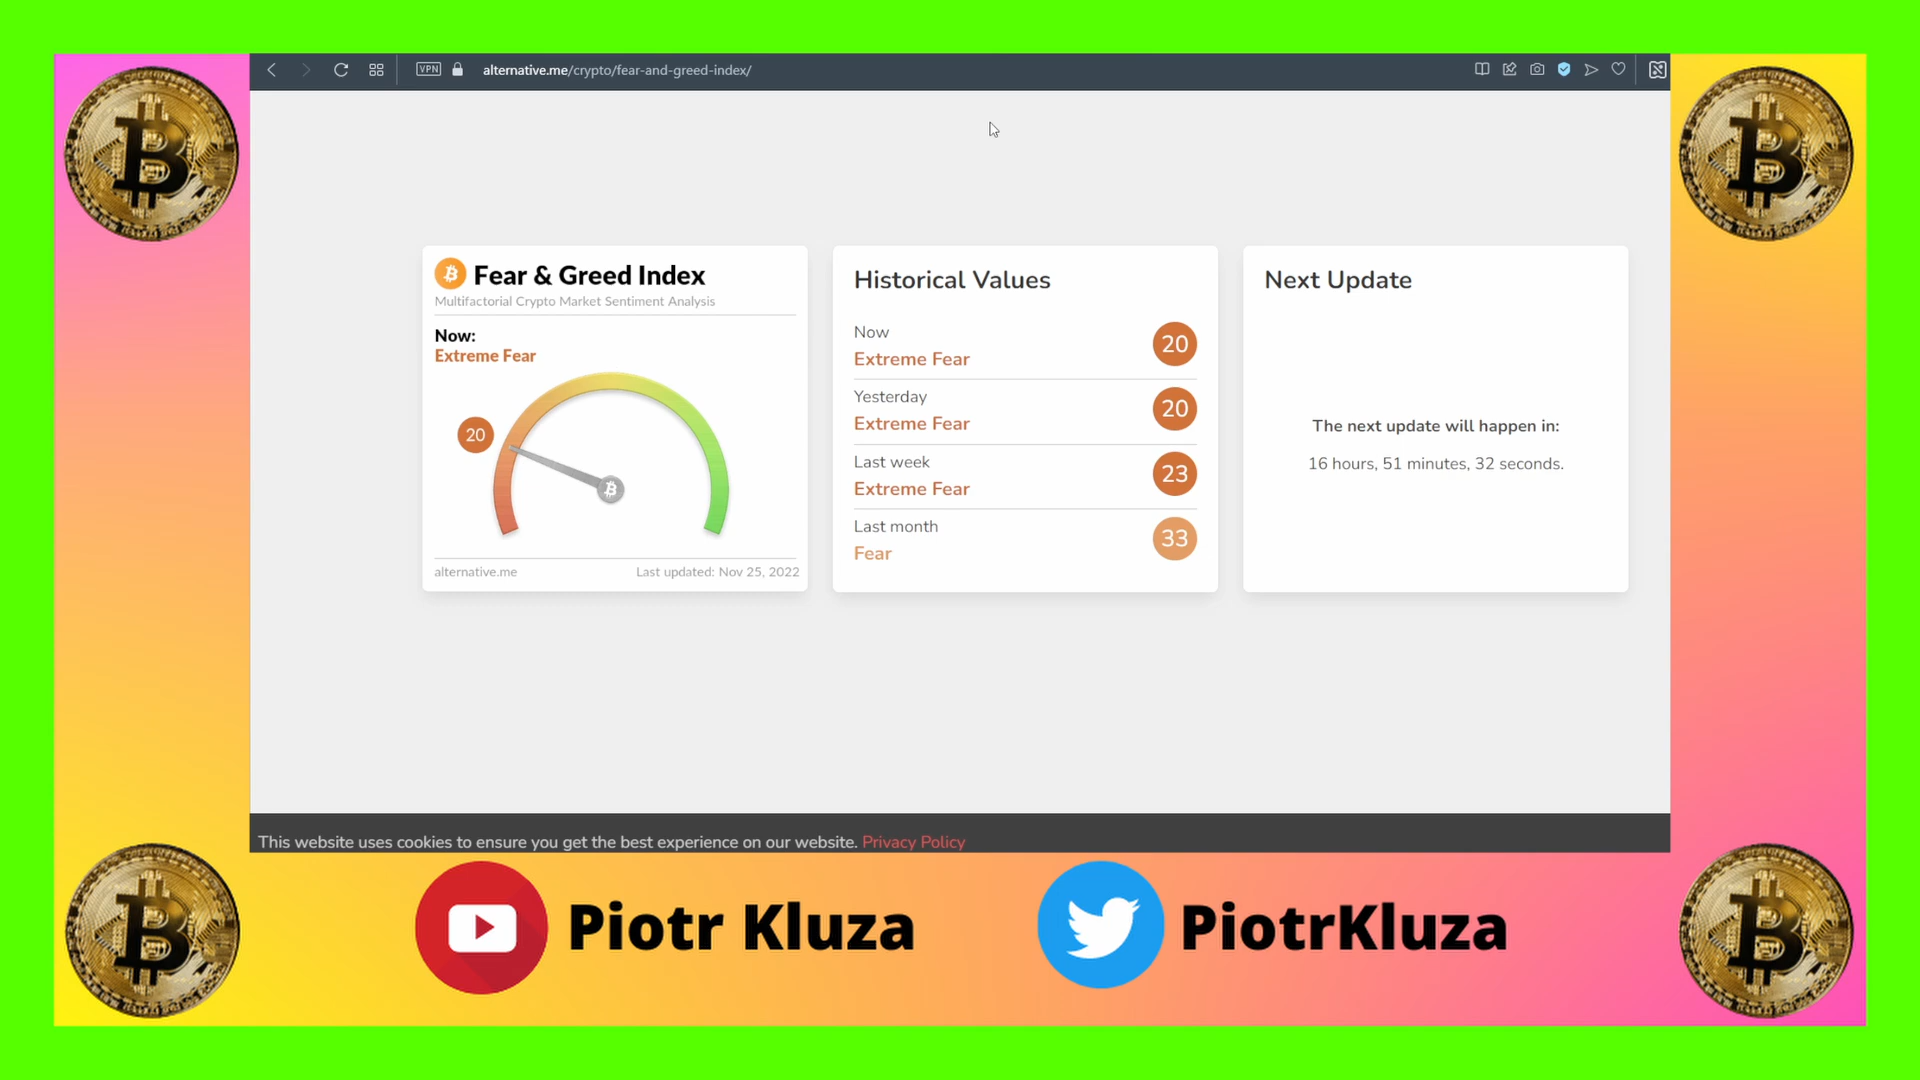 VPN
alternative.me/crypto/fear-and-greed-index/
Fear & Greed Index
Multifactorial Crypto Market Sentiment Analysis
Now:
Extreme Fear
20
alternative.me
Last updated: Nov 25, 2022
Historical Values
Now
Extreme Fear
20
Yesterday
Extreme Fear
20
Last week
Extreme Fear
23
Last month
Fear
33
Next Update
The next update will happen in:
16 hours, 51 minutes, 32 seconds.
This website uses cookies to ensure you get the best experience on our website. Privacy Policy
Piotr Kluza
PiotrKluza